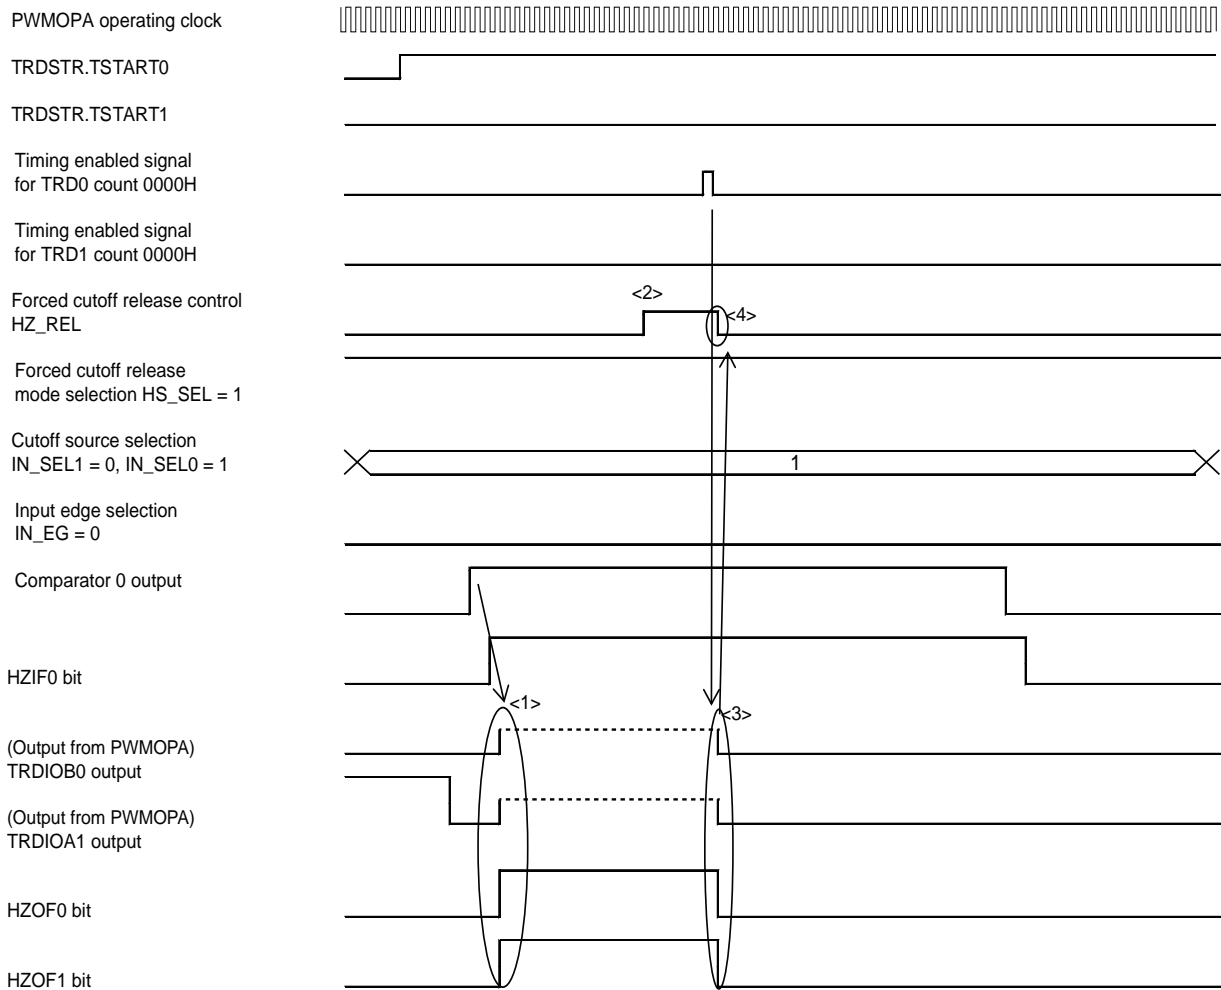 PWMOPA operating clock
TRDSTR.TSTART0
TRDSTR.TSTART1
Timing enabled signal
for TRD0 count 0000H
Timing enabled signal
for TRD1 count 0000H
<2>
Forced cutoff release control
HZ_REL
<4>
Forced cutoff release
mode selection HS_SEL = 1
Cutoff source selection
IN_SEL1 = 0, IN_SEL0 = 1
1
Input edge selection
IN_EG = 0
Comparator 0 output
HZIF0 bit
<1>
<3>
(Output from PWMOPA)
TRDIOB0 output
(Output from PWMOPA)
TRDIOA1 output
HZOF0 bit
HZOF1 bit